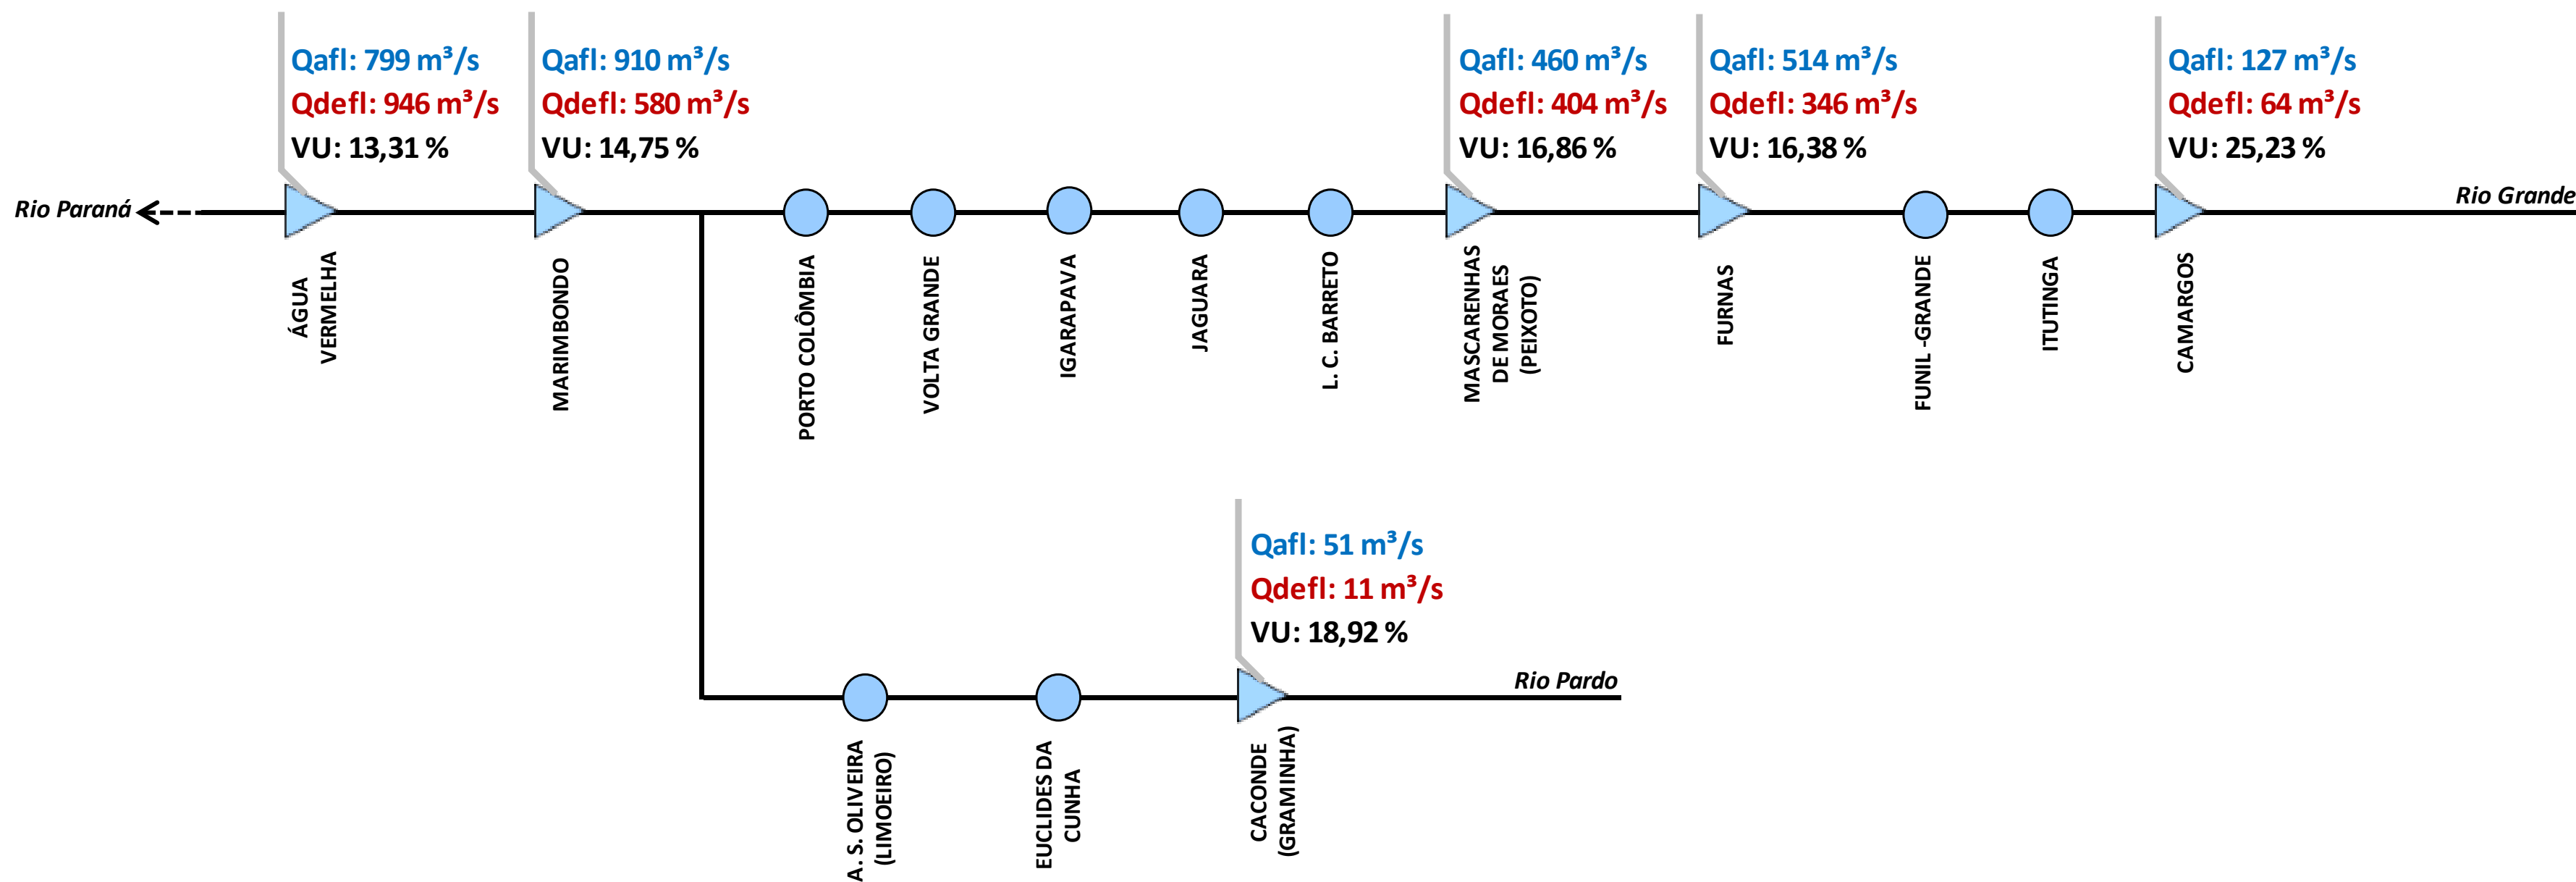 Qafl: 799 m³/s
Qdefl: 946 m³/s
VU: 13,31 %
Qafl: 910 m³/s
Qdefl: 580 m³/s
VU: 14,75 %
Qafl: 460 m³/s
Qdefl: 404 m³/s
VU: 16,86 %
Qafl: 514 m³/s
Qdefl: 346 m³/s
VU: 16,38 %
Qafl: 127 m³/s
Qdefl: 64 m³/s
VU: 25,23 %
Rio Paraná
Rio Grande
ÁGUA
VERMELHA
MARIMBONDO
PORTO COLÔMBIA
VOLTA GRANDE
IGARAPAVA
JAGUARA
L. C. BARRETO
MASCARENHAS
DE MORAES
(PEIXOTO)
FURNAS
FUNIL -GRANDE
ITUTINGA
CAMARGOS
Qafl: 51 m³/s
Qdefl: 11 m³/s
VU: 18,92 %
Rio Pardo
A. S. OLIVEIRA
(LIMOEIRO)
EUCLIDES DA
CUNHA
CACONDE
(GRAMINHA)